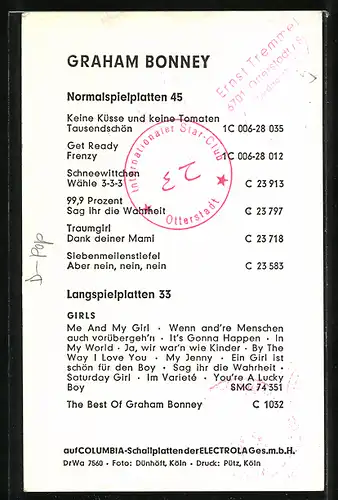 GRAHAM BONNEY
Ernst Tremmel
6701 Otterstadt
Normalspielplatten 45
Keine Küsse und keine Tomaten
Tausendschön 1C 006-28 035
Get Ready
Frenzy 1C 006-28 012
Schneewittchen
Wähle 3-3-3 C 23 913
99,9 Prozent
Sag ihr die Wahrheit C 23 797
Traumgirl
Dank deiner Mami C 23 718
Siebenmeilenstiefel
Aber nein, nein, nein C 23 583
Internationaler Star-Club
23
Otterstadt
D-Pop
Langspielplatten 33
GIRLS
Me And My Girl · Wenn and're Menschen
auch vorübergeh'n · It's Gonna Happen · In
My World · Ja, wir war'n wie Kinder · By The
Way I Love You · My Jenny · Ein Girl ist
schön für den Boy · Sag ihr die Wahrheit ·
Saturday Girl · Im Varieté · You're A Lucky
Boy SMC 74 351
The Best Of Graham Bonney C 1032
auf COLUMBIA-Schallplatten der ELECTROLA Ges.m.b.H.
DrWa 7560 · Foto: Dünhöft, Köln · Druck: Pütz, Köln